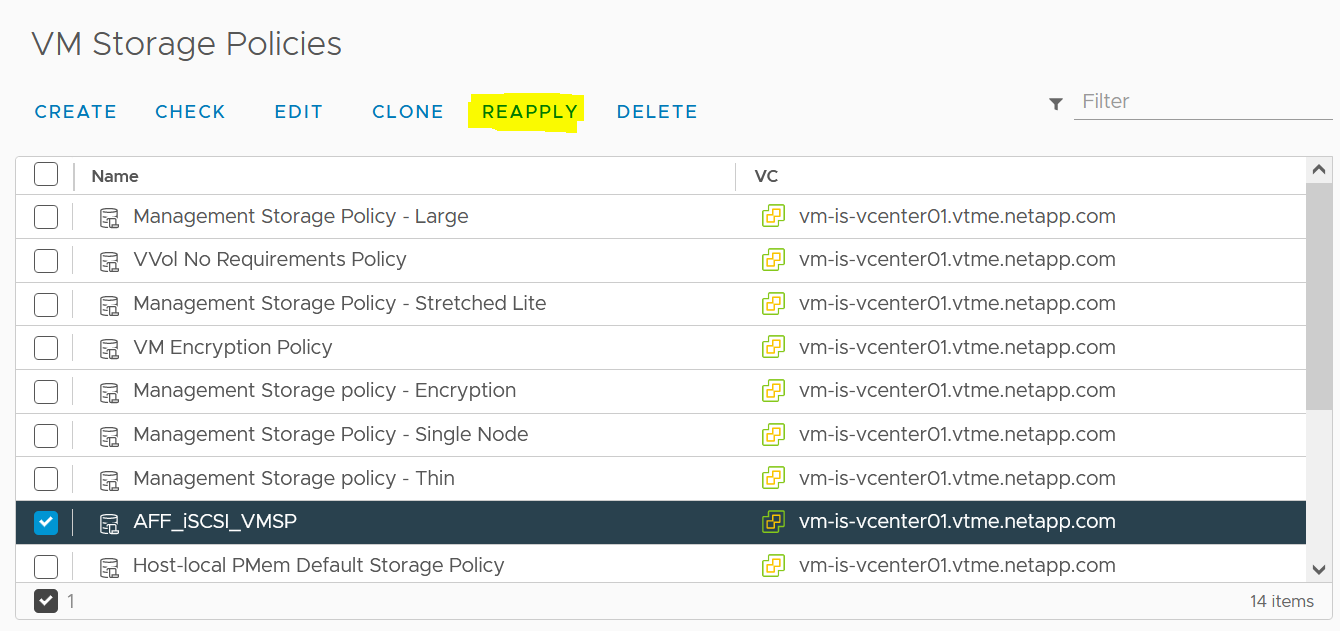 VM Storage Policies
CREATE CHECK EDIT CLONE REAPPLY DELETE Filter
Name VC
Management Storage Policy - Large vm-is-vcenter01.vtme.netapp.com
VVol No Requirements Policy vm-is-vcenter01.vtme.netapp.com
Management Storage Policy - Stretched Lite vm-is-vcenter01.vtme.netapp.com
VM Encryption Policy vm-is-vcenter01.vtme.netapp.com
Management Storage policy - Encryption vm-is-vcenter01.vtme.netapp.com
Management Storage Policy - Single Node vm-is-vcenter01.vtme.netapp.com
Management Storage policy - Thin vm-is-vcenter01.vtme.netapp.com
AFF_iSCSI_VMSP vm-is-vcenter01.vtme.netapp.com
Host-local PMem Default Storage Policy vm-is-vcenter01.vtme.netapp.com
1 14 items